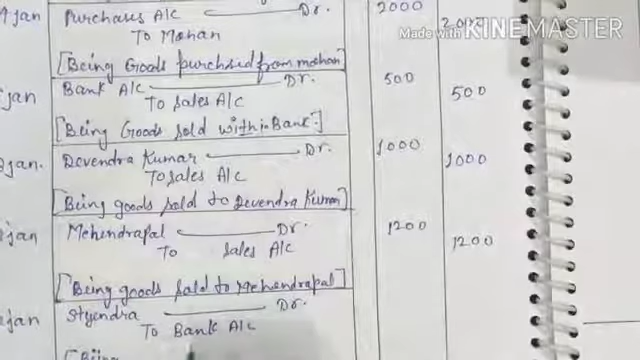 jan Purchases A/c Dr. 2000
To Mohan 2000
Made with KINEMASTER
[Being Goods purchased from mohan]
jan Bank A/c Dr. 500
To Sales A/c 500
[Being Goods sold with in Bank.]
jan. Devendra Kumar Dr. 1000
To Sales A/c 1000
[Being goods sold to Devendra Kumar]
jan Mehendrapal Dr. 1200
To Sales A/c 1200
[Being goods sold to Mehendrapal]
jan Styendra Dr.
To Bank A/c
[Being